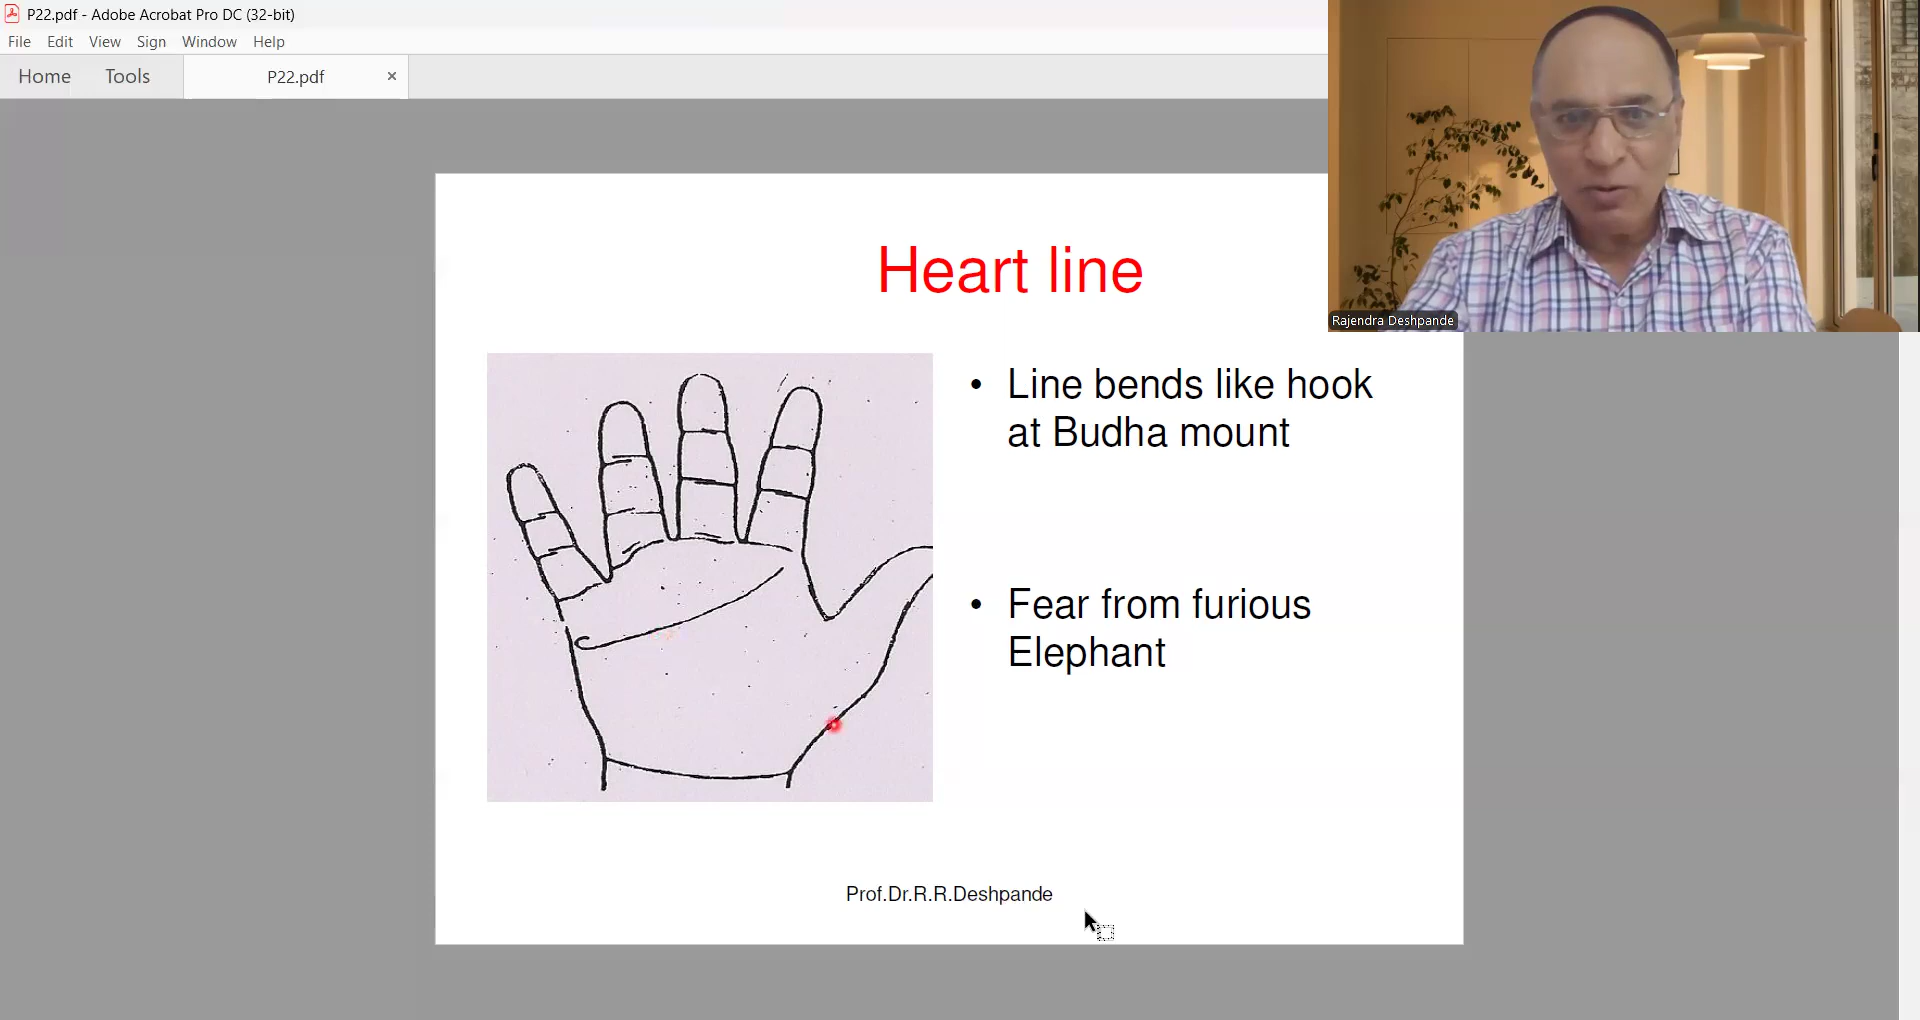 P22.pdf - Adobe Acrobat Pro DC (32-bit)
File Edit View Sign Window Help
Home Tools P22.pdf ×
Rajendra Deshpande
Heart line
• Line bends like hook
at Budha mount
• Fear from furious
Elephant
Prof.Dr.R.R.Deshpande